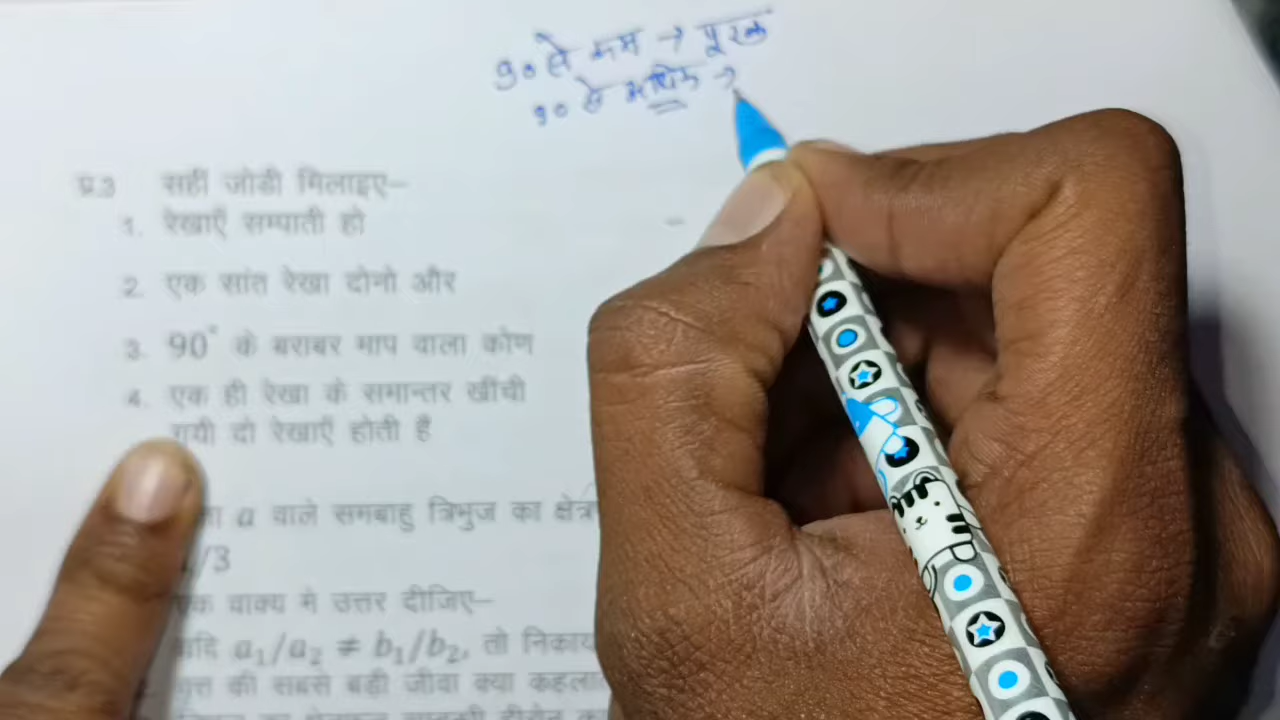 90 से कम → पूरक
90 से अधिक →
प्र.3 सही जोडी मिलाइए–
1. रेखाएँ सम्पाती हो
2. एक सांत रेखा दोनो और
3. 90° के बराबर माप वाला कोण
4. एक ही रेखा के समान्तर खींची
गयी दो रेखाएँ होती हैं
a वाले समबाहु त्रिभुज का
/3
एक वाक्य मे उत्तर दीजिए–
यदि a₁/a₂ ≠ b₁/b₂, तो
वृत्त की सबसे बड़ी जीवा क्या